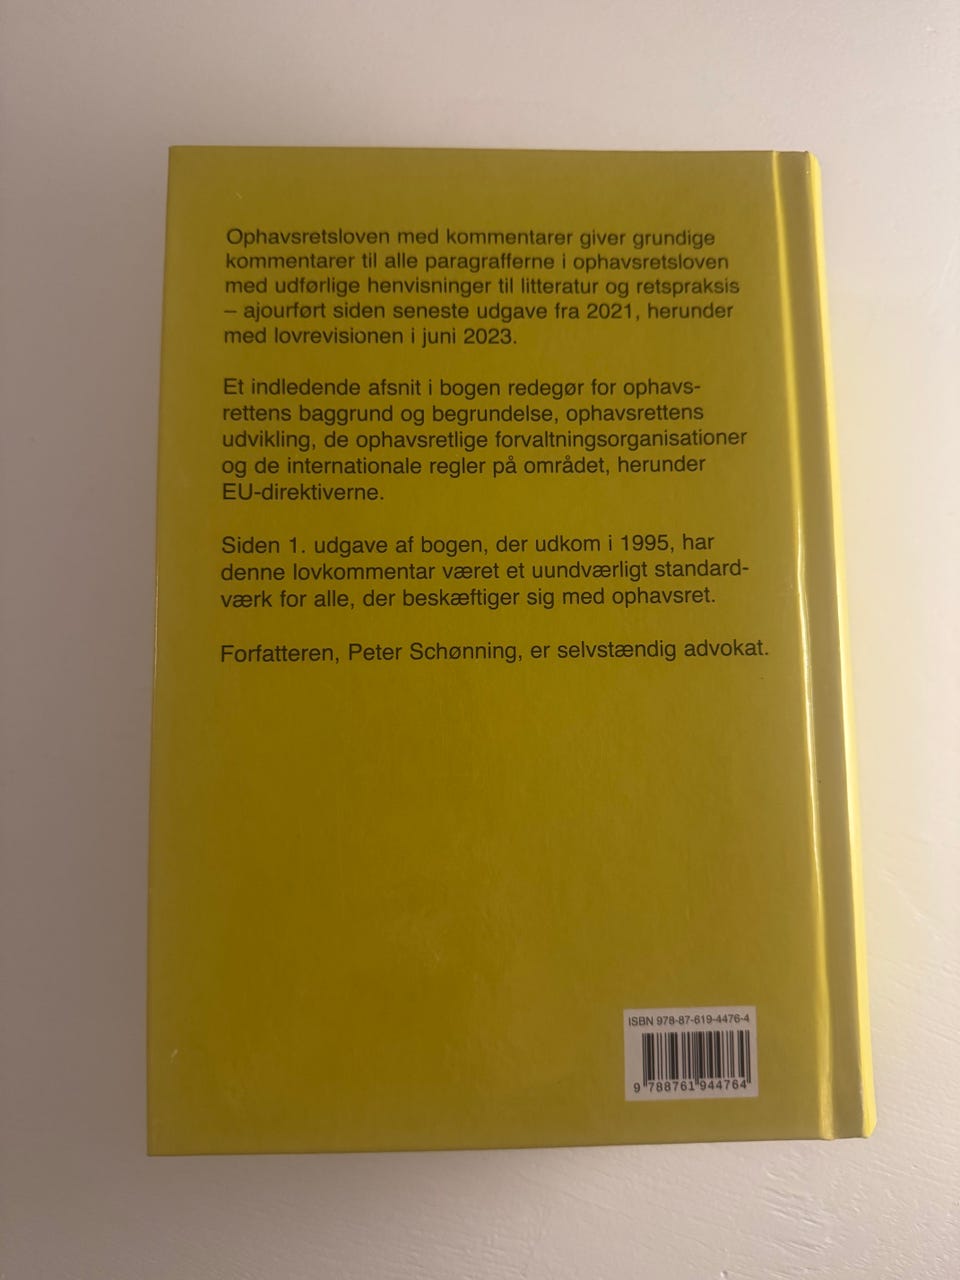 Ophavsretsloven med kommentarer giver grundige
kommentarer til alle paragrafferne i ophavsretsloven
med udførlige henvisninger til litteratur og retspraksis
– ajourført siden seneste udgave fra 2021, herunder
med lovrevisionen i juni 2023.
Et indledende afsnit i bogen redegør for ophavs-
rettens baggrund og begrundelse, ophavsrettens
udvikling, de ophavsretlige forvaltningsorganisationer
og de internationale regler på området, herunder
EU-direktiverne.
Siden 1. udgave af bogen, der udkom i 1995, har
denne lovkommentar været et uundværligt standard-
værk for alle, der beskæftiger sig med ophavsret.
Forfatteren, Peter Schønning, er selvstændig advokat.
ISBN 978-87-619-4476-4
9 788761 944764